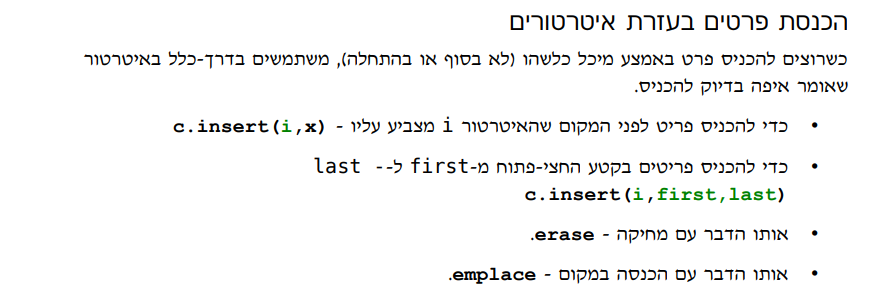 הכנסת פרטים בעזרת איטרטורים
כשרוצים להכניס פרט באמצע מיכל כלשהו (לא בסוף או בהתחלה), משתמשים בדרך-כלל באיטרטור
שאומר איפה בדיוק להכניס.
• כדי להכניס פריט לפני המקום שהאיטרטור i מצביע עליו - c.insert(i,x)
• כדי להכניס פריטים בקטע החצי-פתוח מ-first ל-- last
c.insert(i,first,last)
• אותו הדבר עם מחיקה - erase.
• אותו הדבר עם הכנסה במקום - emplace.